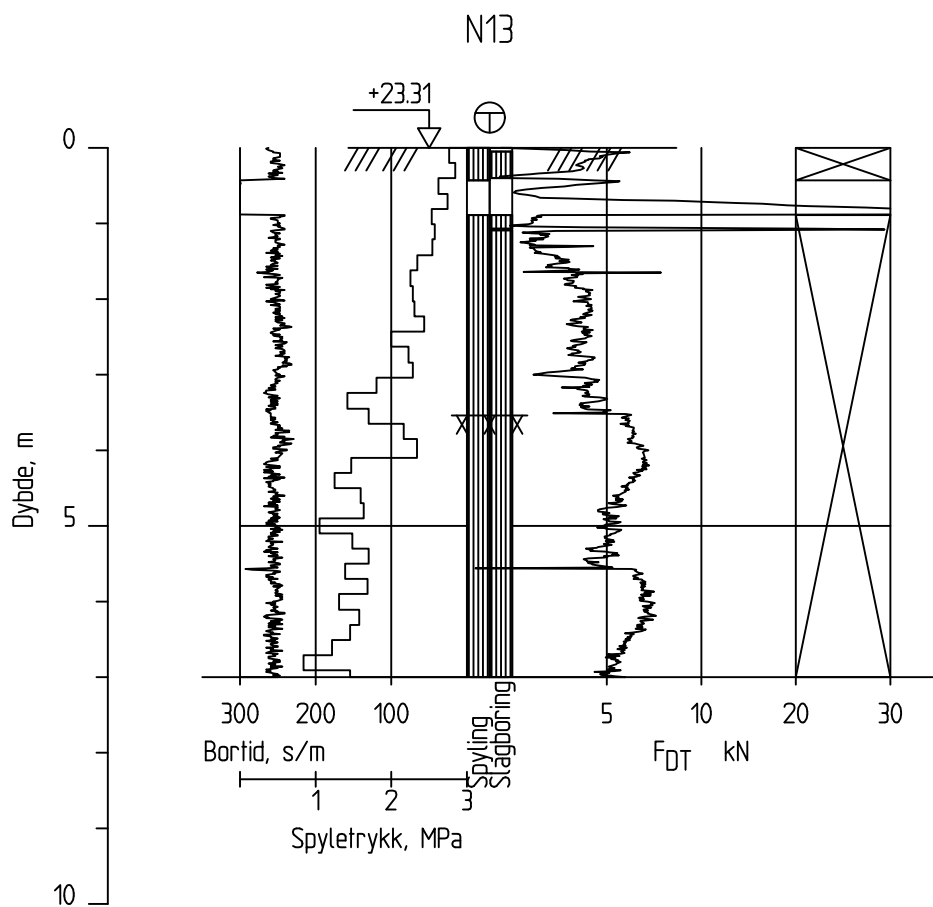 N13
+23.31
0
Dybde, m
5
10
300 200 100 5 10 20 30
Bortid, s/m
Spyling
Slagboring
F_DT kN
1 2 3
Spyletrykk, MPa